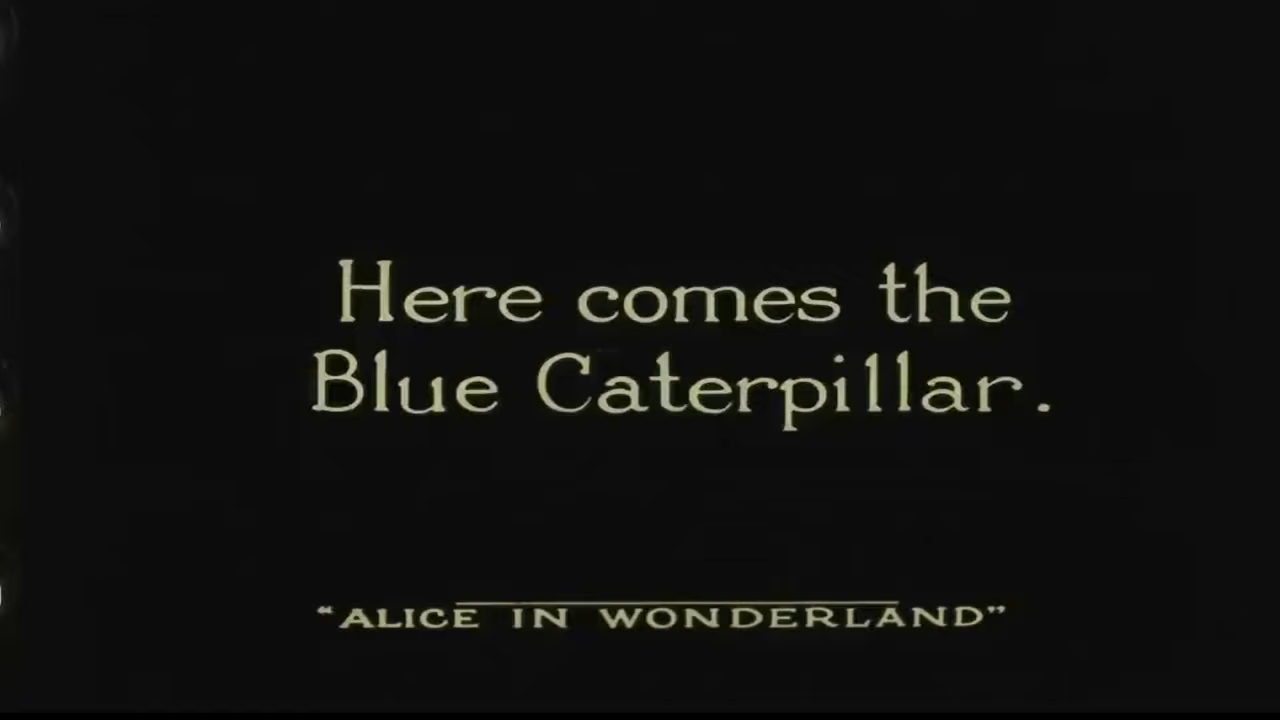 Here comes the
Blue Caterpillar.
"ALICE IN WONDERLAND"